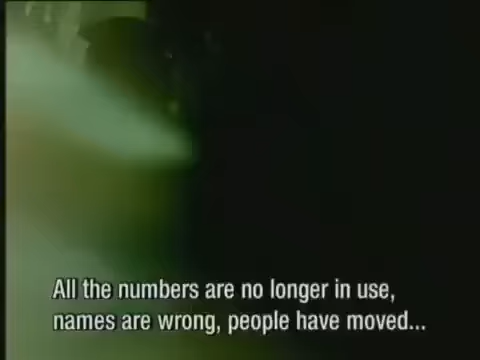 All the numbers are no longer in use,
names are wrong, people have moved...